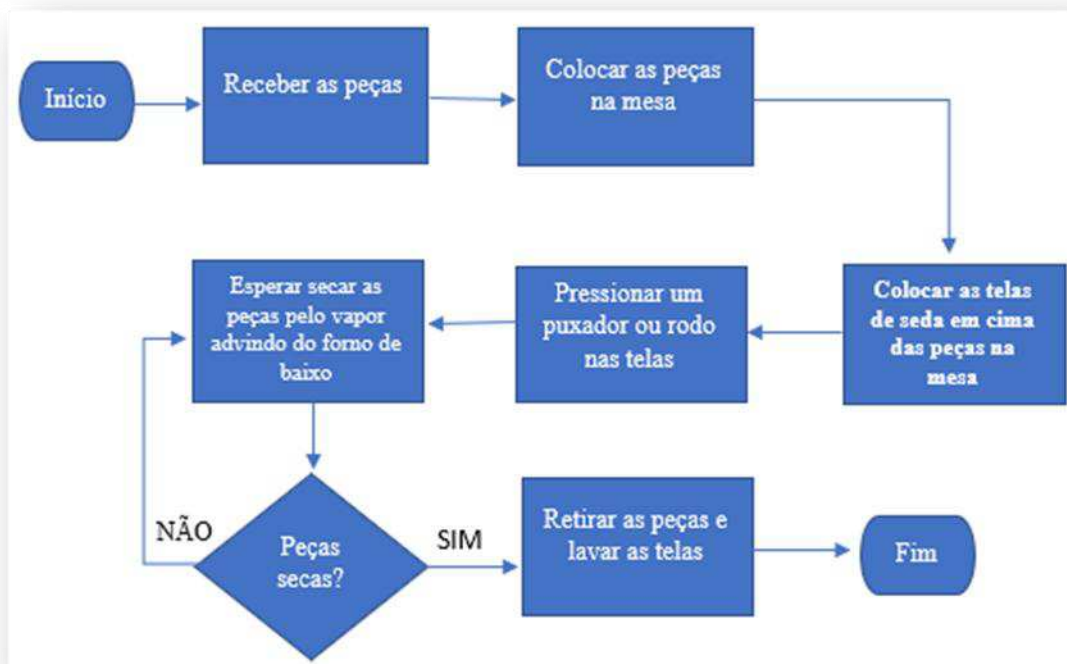 Início
Receber as peças
Colocar as peças
na mesa
Colocar as telas
de seda em cima
das peças na
mesa
Pressionar um
puxador ou rodo
nas telas
Esperar secar as
peças pelo vapor
advindo do forno de
baixo
Peças
secas?
NÃO
SIM
Retirar as peças e
lavar as telas
Fim